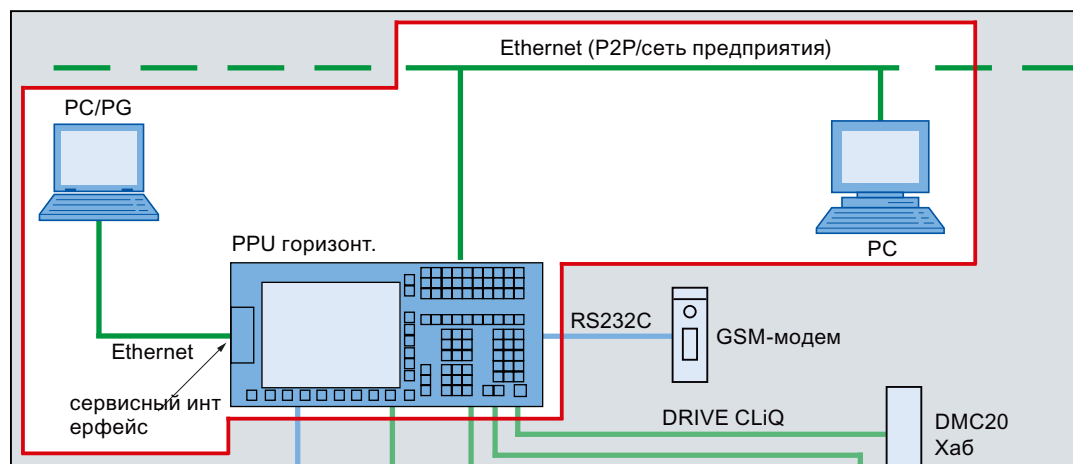 Ethernet (P2P/сеть предприятия)
PC/PG
PC
PPU горизонт.
Ethernet
RS232C
GSM-модем
сервисный инт
ерфейс
DRIVE CLiQ
DMC20
Хаб